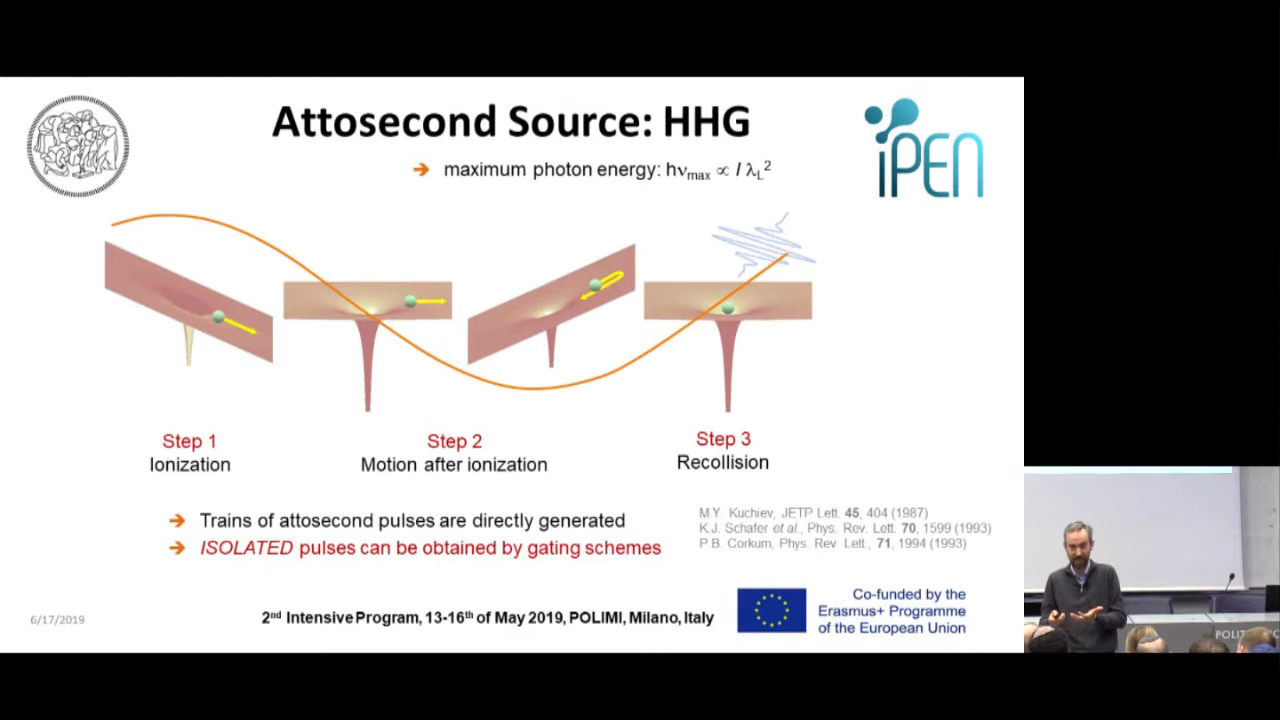 Attosecond Source: HHG
➔ maximum photon energy: hνmax ∝ I λL²
iPEN
Step 1
Ionization
Step 2
Motion after ionization
Step 3
Recollision
➔ Trains of attosecond pulses are directly generated
➔ ISOLATED pulses can be obtained by gating schemes
M.Y. Kuchiev, JETP Lett. 45, 404 (1987)
K.J. Schafer et al., Phys. Rev. Lett. 70, 1599 (1993)
P.B. Corkum, Phys. Rev. Lett., 71, 1994 (1993)
6/17/2019
2nd Intensive Program, 13-16th of May 2019, POLIMI, Milano, Italy
Co-funded by the
Erasmus+ Programme
of the European Union